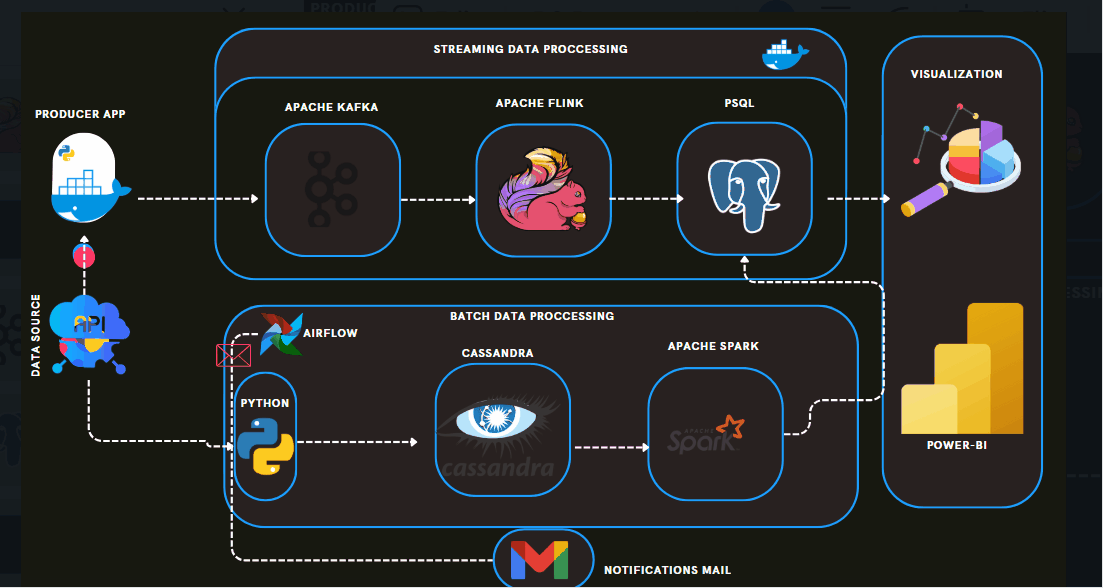 PRODUC
STREAMING DATA PROCCESSING
VISUALIZATION
PRODUCER APP
APACHE KAFKA
APACHE FLINK
PSQL
DATA SOURCE
API
BATCH DATA PROCCESSING
AIRFLOW
CASSANDRA
APACHE SPARK
PYTHON
APACHE
Spark
cassandra
POWER-BI
NOTIFICATIONS MAIL